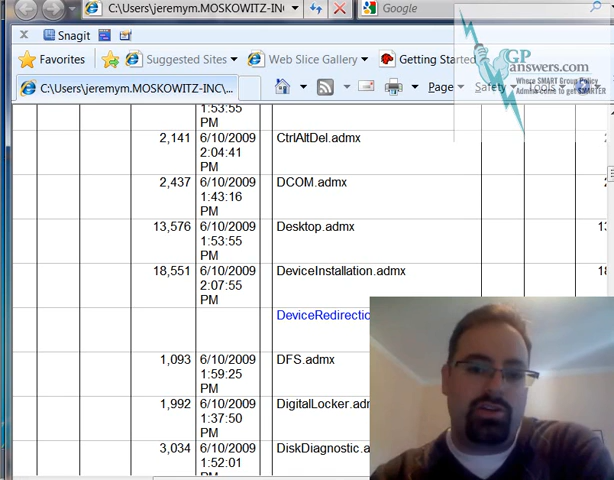 C:\Users\jeremym.MOSKOWITZ-INC\
Google
GP
answers.com
Where SMART Group Policy
Admins come to get SMARTER
x Snagit
Favorites
Suggested Sites
Web Slice Gallery
Getting Started
C:\Users\jeremym.MOSKOWITZ-INC\...
Page
Safety
Tools
1:53:55
PM
2,141 6/10/2009 CtrlAltDel.admx
2:04:41
PM
2,437 6/10/2009 DCOM.admx
1:43:16
PM
13,576 6/10/2009 Desktop.admx
1:53:55
PM
18,551 6/10/2009 DeviceInstallation.admx
2:07:55
PM
DeviceRedirectio
1,093 6/10/2009 DFS.admx
1:59:25
PM
1,992 6/10/2009 DigitalLocker.adm
1:37:50
PM
3,034 6/10/2009 DiskDiagnostic.a
1:52:01
PM